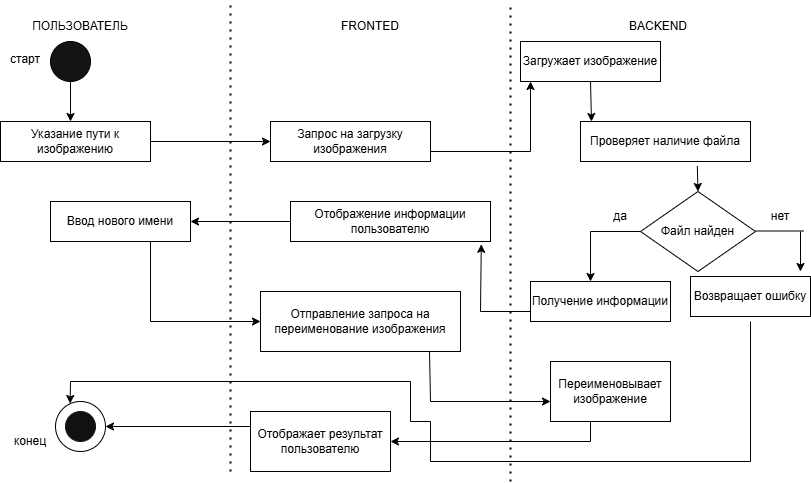 ПОЛЬЗОВАТЕЛЬ
FRONTED
BACKEND
старт
Загружает изображение
Указание пути к
изображению
Запрос на загрузку
изображения
Проверяет наличие файла
да
нет
Файл найден
Ввод нового имени
Отображение информации
пользователю
Получение информации
Возвращает ошибку
Отправление запроса на
переименование изображения
Переименовывает
изображение
конец
Отображает результат
пользователю